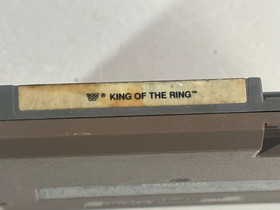 ® KING OF THE RING™